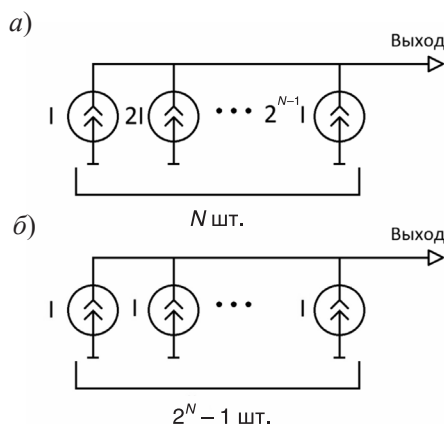 а)
Выход
I 2I ••• 2^{N–1} I
N шт.
б)
Выход
I I ••• I
2^N – 1 шт.